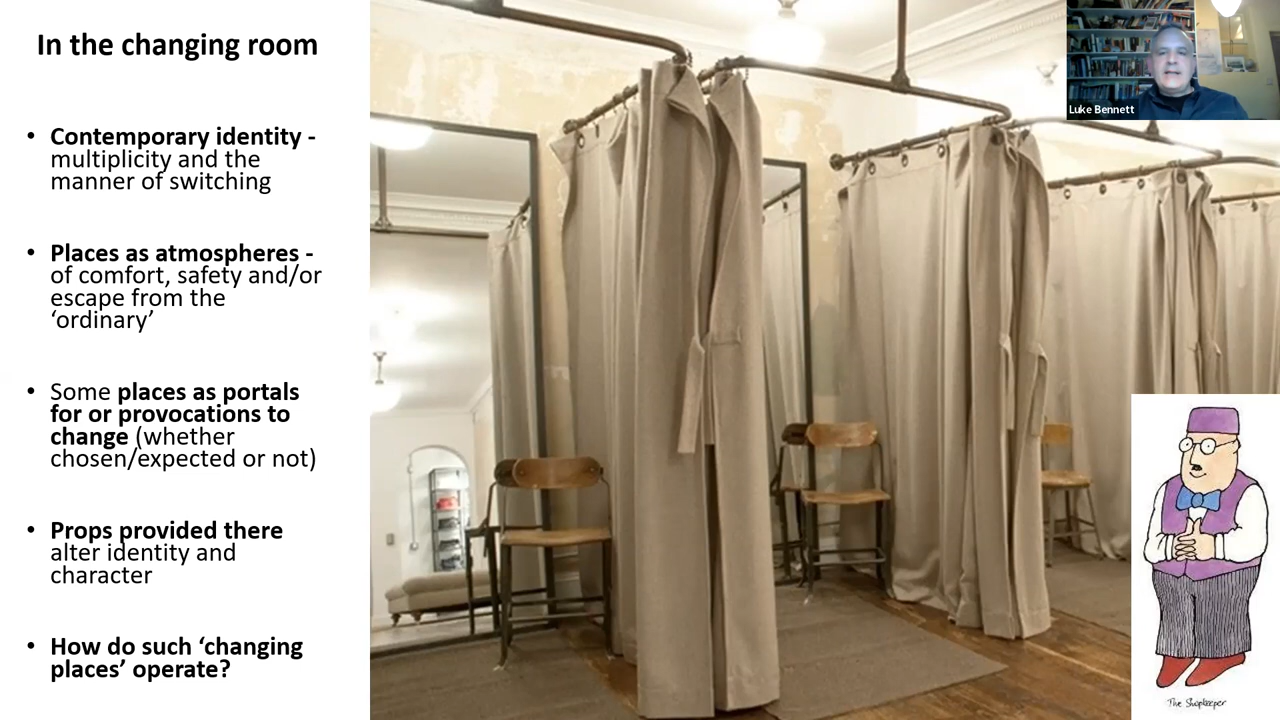 In the changing room
• Contemporary identity -
multiplicity and the
manner of switching
• Places as atmospheres -
of comfort, safety and/or
escape from the
‘ordinary’
• Some places as portals
for or provocations to
change (whether
chosen/expected or not)
• Props provided there
alter identity and
character
• How do such ‘changing
places’ operate?
Luke Bennett
The Shopkeeper